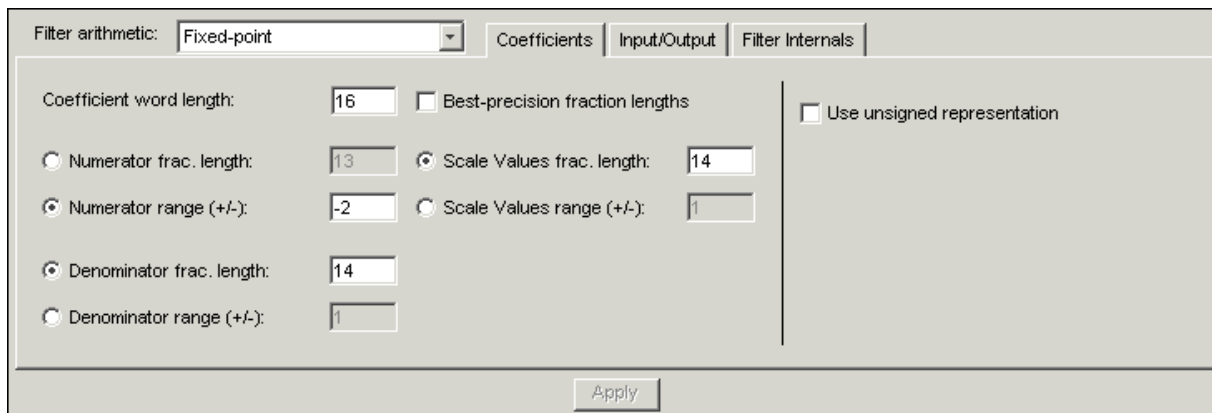 Filter arithmetic: Fixed-point Coefficients Input/Output Filter Internals
Coefficient word length: 16 Best-precision fraction lengths
Use unsigned representation
Numerator frac. length: 13 Scale Values frac. length: 14
Numerator range (+/-): -2 Scale Values range (+/-): 1
Denominator frac. length: 14
Denominator range (+/-): 1
Apply